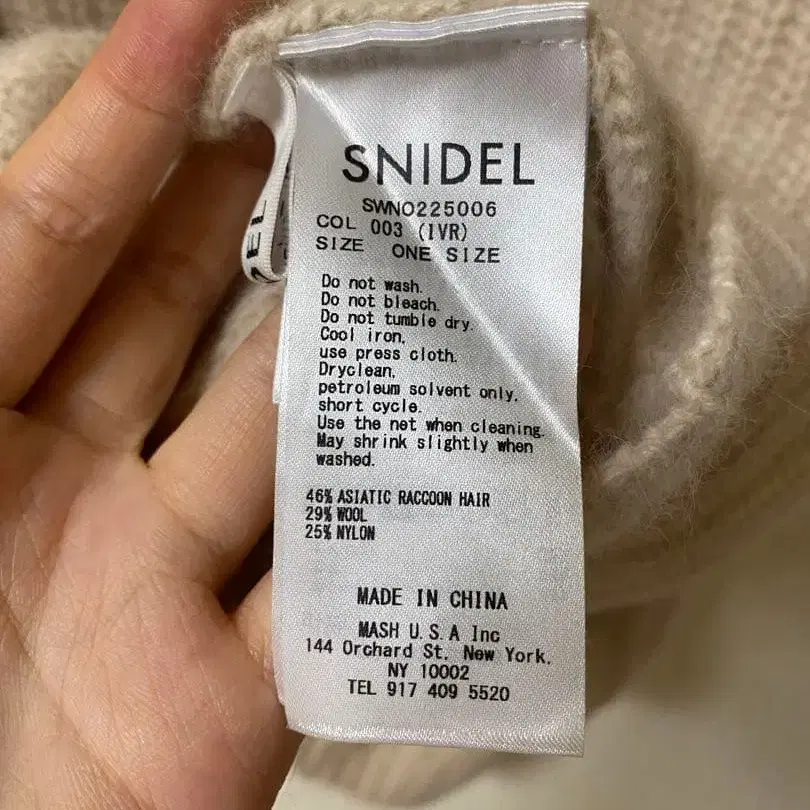 SNIDEL
SWNO225006
COL 003 (IVR)
SIZE ONE SIZE
Do not wash.
Do not bleach.
Do not tumble dry.
Cool iron,
use press cloth.
Dryclean,
petroleum solvent only,
short cycle.
Use the net when cleaning.
May shrink slightly when
washed.
46% ASIATIC RACCOON HAIR
29% WOOL
25% NYLON
MADE IN CHINA
MASH U.S.A Inc
144 Orchard St. New York.
NY 10002
TEL 917 409 5520